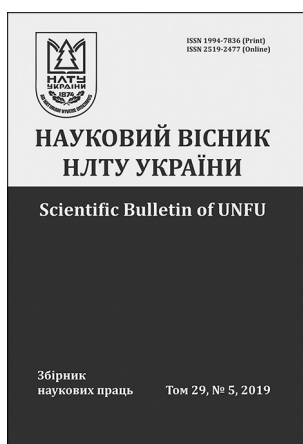 ISSN 1994-7836 (Print)
ISSN 2519-2477 (Online)
НЛТУ
УКРАЇНИ
1874
НАУКОВИЙ ВІСНИК
НЛТУ УКРАЇНИ
Scientific Bulletin of UNFU
Збірник
наукових праць
Том 29, № 5, 2019